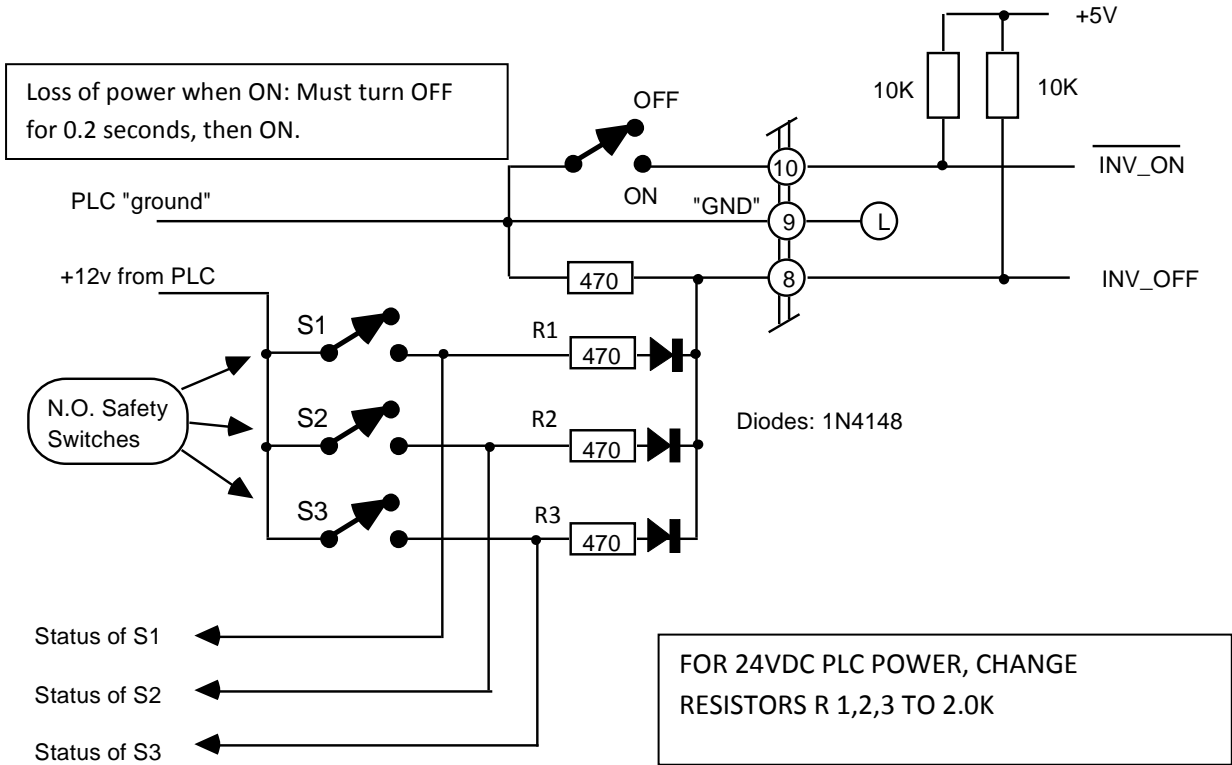 +5V
Loss of power when ON: Must turn OFF
for 0.2 seconds, then ON.
10K
10K
OFF
10
INV_ON
ON
PLC "ground"
"GND"
9
L
+12v from PLC
470
8
INV_OFF
S1
R1
470
N.O. Safety
Switches
S2
R2
470
Diodes: 1N4148
S3
R3
470
Status of S1
Status of S2
Status of S3
FOR 24VDC PLC POWER, CHANGE
RESISTORS R 1,2,3 TO 2.0K